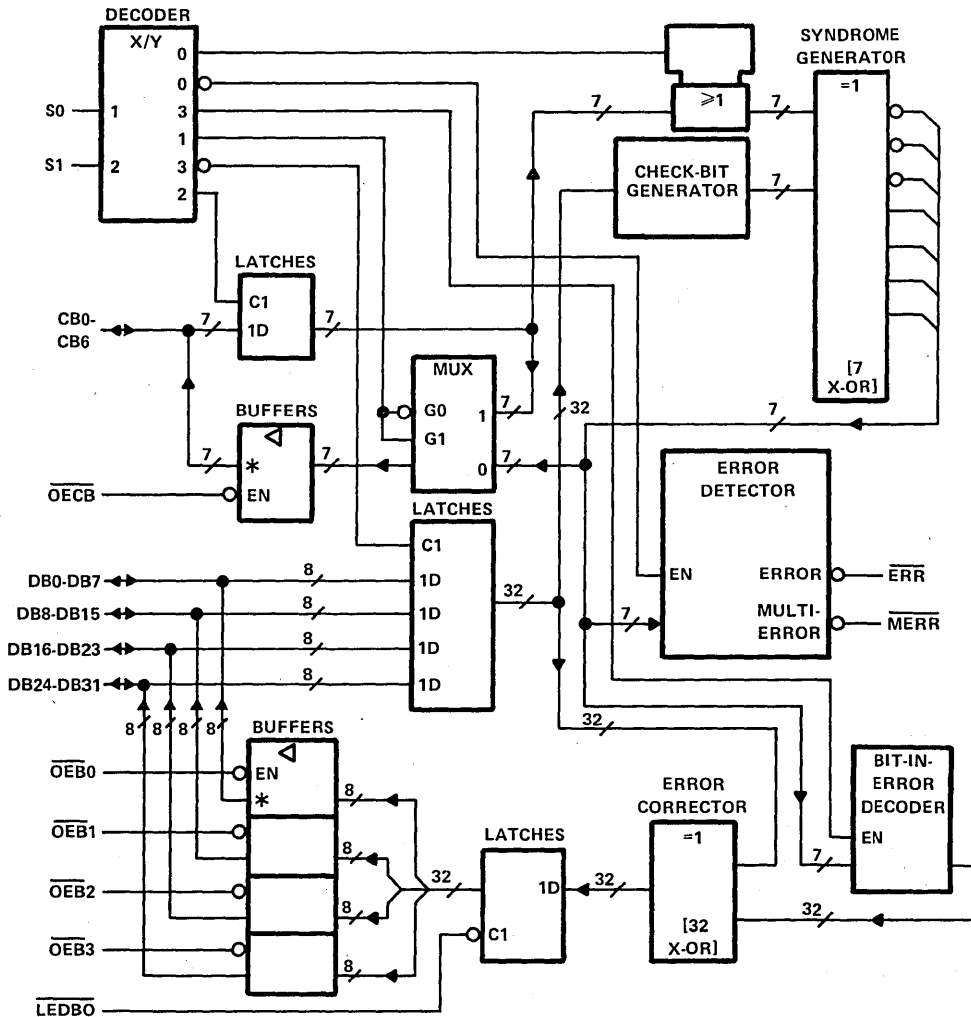 DECODER
X/Y
0
0
S0
1
3
1
S1
2
3
2
SYNDROME
GENERATOR
=1
7
≥1
7
CHECK-BIT
GENERATOR
7
[7
X-OR]
LATCHES
C1
CB0-
CB6
7
1D
7
MUX
G0
1
7
G1
0
7
32
7
BUFFERS
7
*
7
OECB
EN
ERROR
DETECTOR
EN
ERROR
ERR
7
MULTI-
ERROR
MERR
LATCHES
C1
DB0-DB7
8
1D
32
DB8-DB15
8
1D
DB16-DB23
8
1D
DB24-DB31
8
1D
8
8
8
8
32
BUFFERS
OEB0
EN
*
8
OEB1
8
OEB2
8
OEB3
8
32
LEDBO
LATCHES
1D
C1
32
ERROR
CORRECTOR
=1
[32
X-OR]
BIT-IN-
ERROR
DECODER
EN
7
32